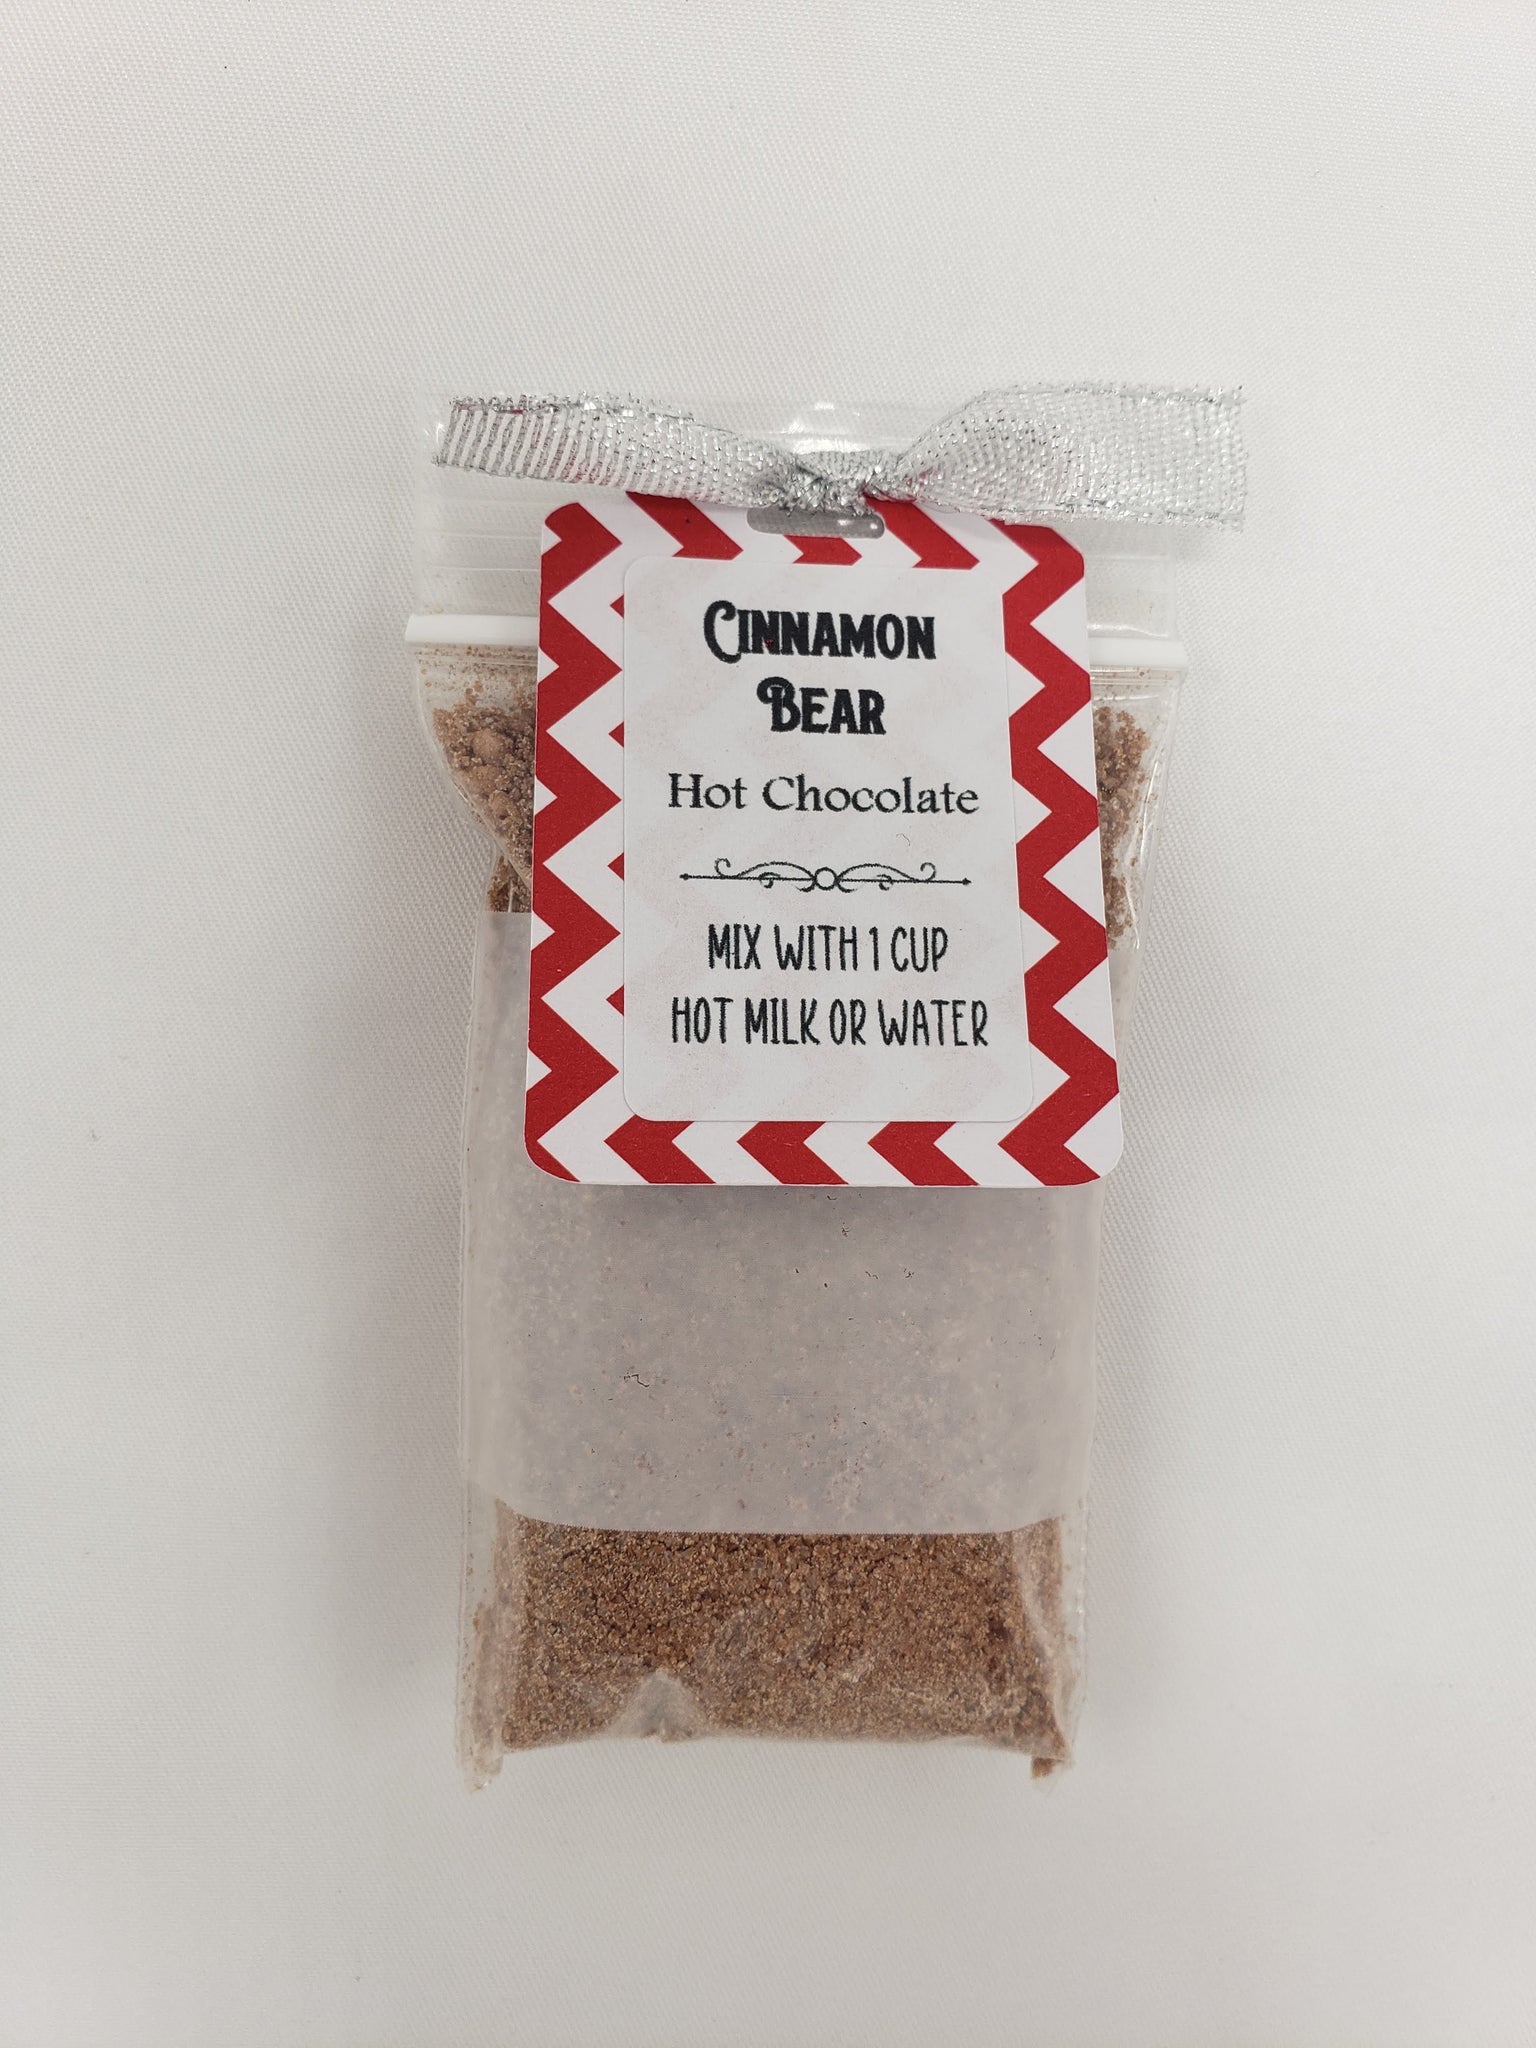 CINNAMON
BEAR
Hot Chocolate
MIX WITH 1 CUP
HOT MILK OR WATER